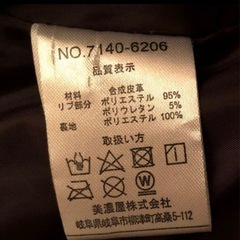 NO.7140-6206
品質表示
材料 合成皮革
リブ部分 ポリエステル 95%
ポリウレタン 5%
裏地 ポリエステル 100%
取扱い方
美濃屋株式会社
岐阜県岐阜市柳津町高桑5-112